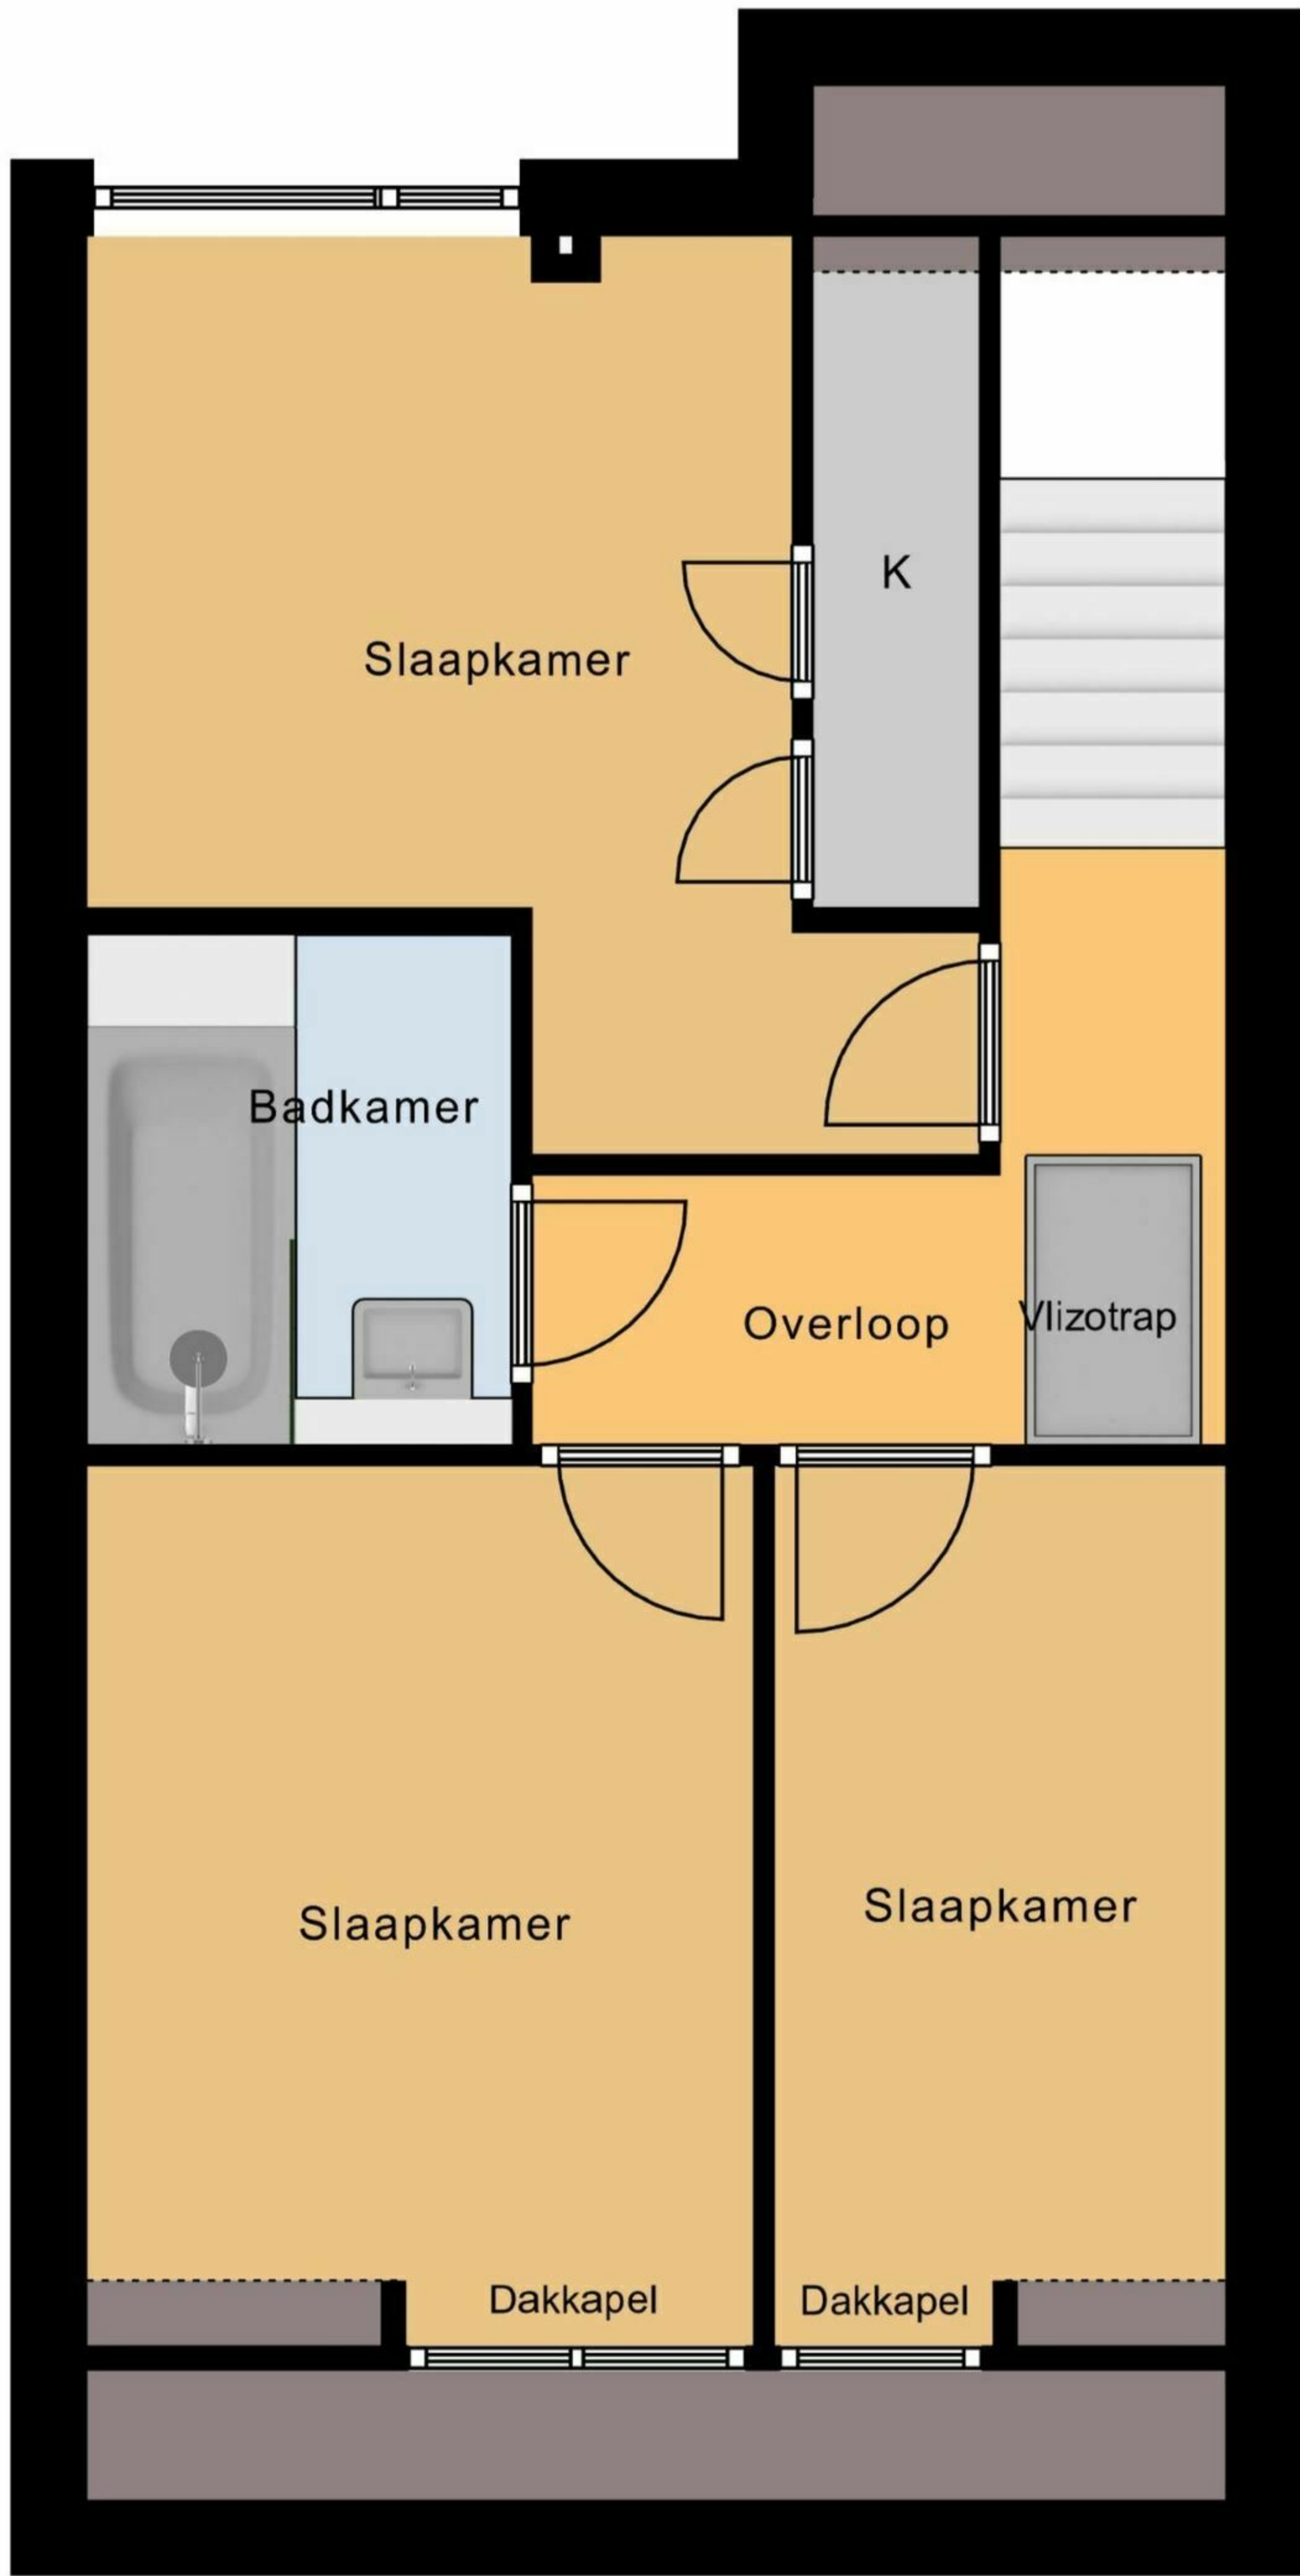 K
Slaapkamer
Badkamer
Overloop
Vlizotrap
Slaapkamer
Slaapkamer
Dakkapel
Dakkapel